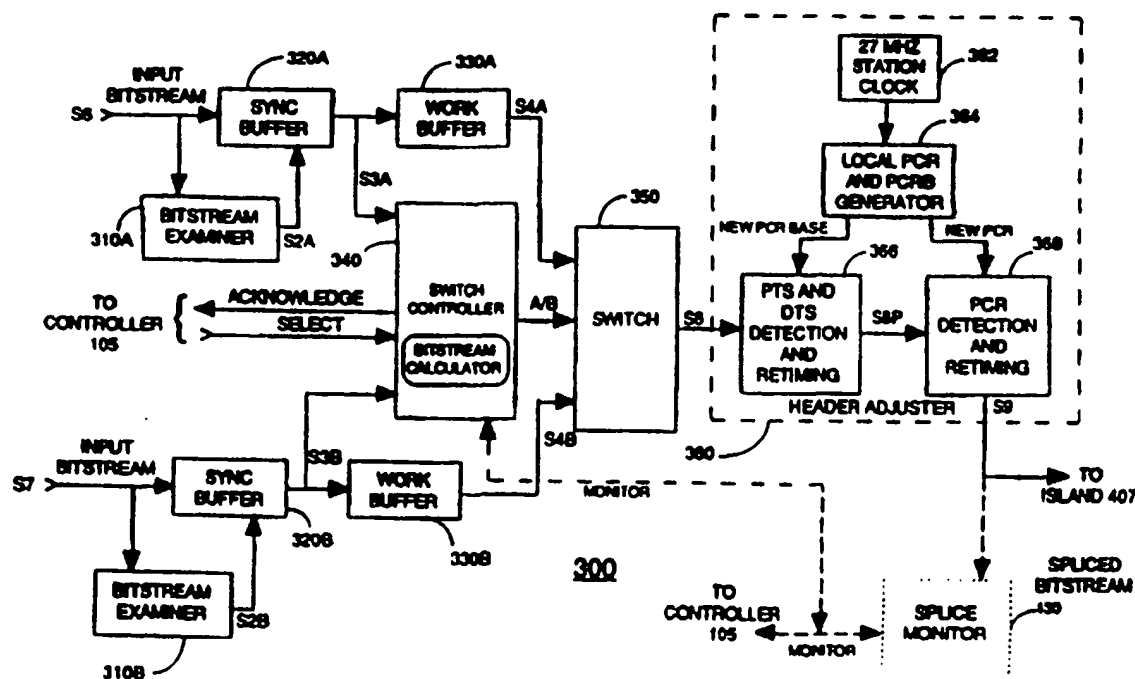 320A
330A
27 MHZ
STATION
CLOCK
362
INPUT
BITSTREAM
S6
SYNC
BUFFER
WORK
BUFFER
S4A
364
LOCAL PCR
AND PCRB
GENERATOR
S3A
350
310A
BITSTREAM
EXAMINER
S2A
340
NEW PCR BASE
NEW PCR
366
368
TO
CONTROLLER
105
{
ACKNOWLEDGE
SELECT
SWITCH
CONTROLLER
BITSTREAM
CALCULATOR
A/B
SWITCH
S8
PTS AND
DTS
DETECTION
AND
RETIMING
S8P
PCR
DETECTION
AND
RETIMING
HEADER ADJUSTER
S9
360
INPUT
BITSTREAM
S7
SYNC
BUFFER
S3B
WORK
BUFFER
S4B
MONITOR
TO
ISLAND 407
320B
330B
BITSTREAM
EXAMINER
S2B
310B
300
SPLICED
BITSTREAM
TO
CONTROLLER
105
MONITOR
SPLICE
MONITOR
430